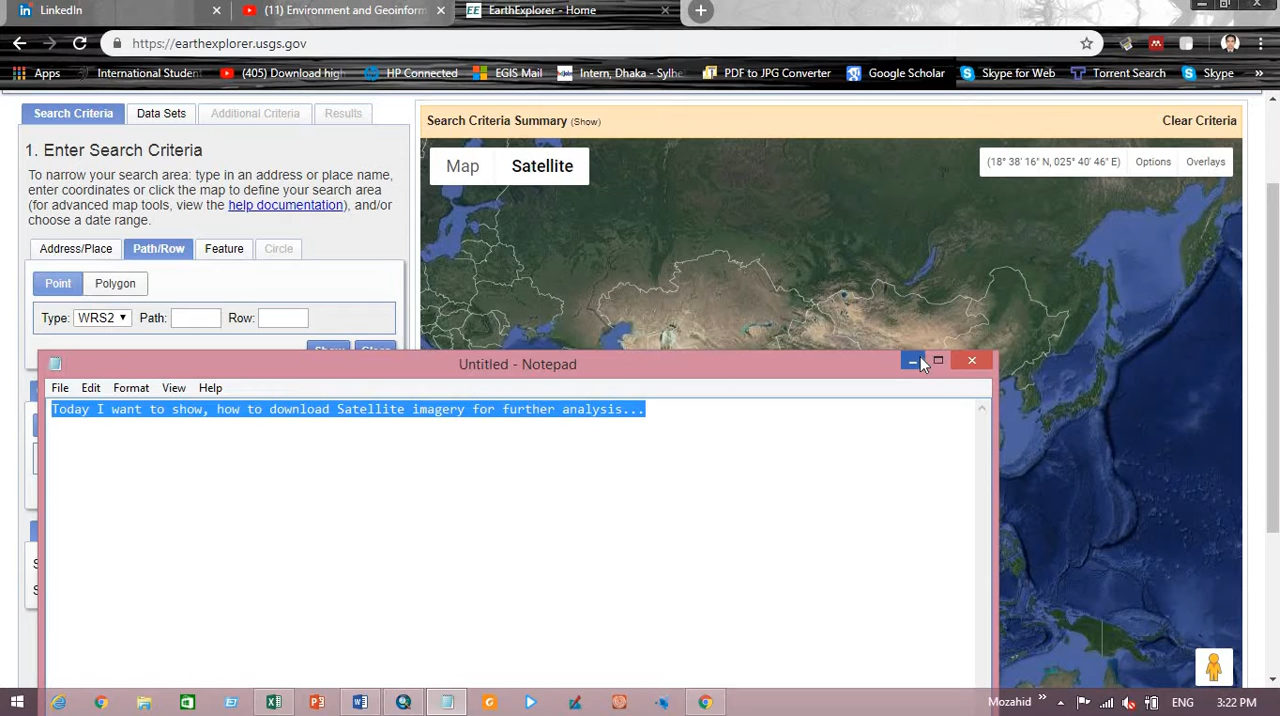 LinkedIn
(11) Environment and Geoinform
EarthExplorer - Home
https://earthexplorer.usgs.gov
Apps
International Student
(405) Download high
HP Connected
EGIS Mail
Intern, Dhaka - Sylhe
PDF to JPG Converter
Google Scholar
Skype for Web
Torrent Search
Skype
»
Search Criteria
Data Sets
Additional Criteria
Results
1. Enter Search Criteria
To narrow your search area: type in an address or place name,
enter coordinates or click the map to define your search area
(for advanced map tools, view the help documentation), and/or
choose a date range.
Address/Place
Path/Row
Feature
Circle
Point
Polygon
Type: WRS2
Path:
Row:
Search Criteria Summary (Show)
Clear Criteria
Map
Satellite
(18° 38' 16" N, 025° 40' 46" E)
Options
Overlays
Untitled - Notepad
File
Edit
Format
View
Help
Today I want to show, how to download Satellite imagery for further analysis...
Mozahid
»
ENG
3:22 PM